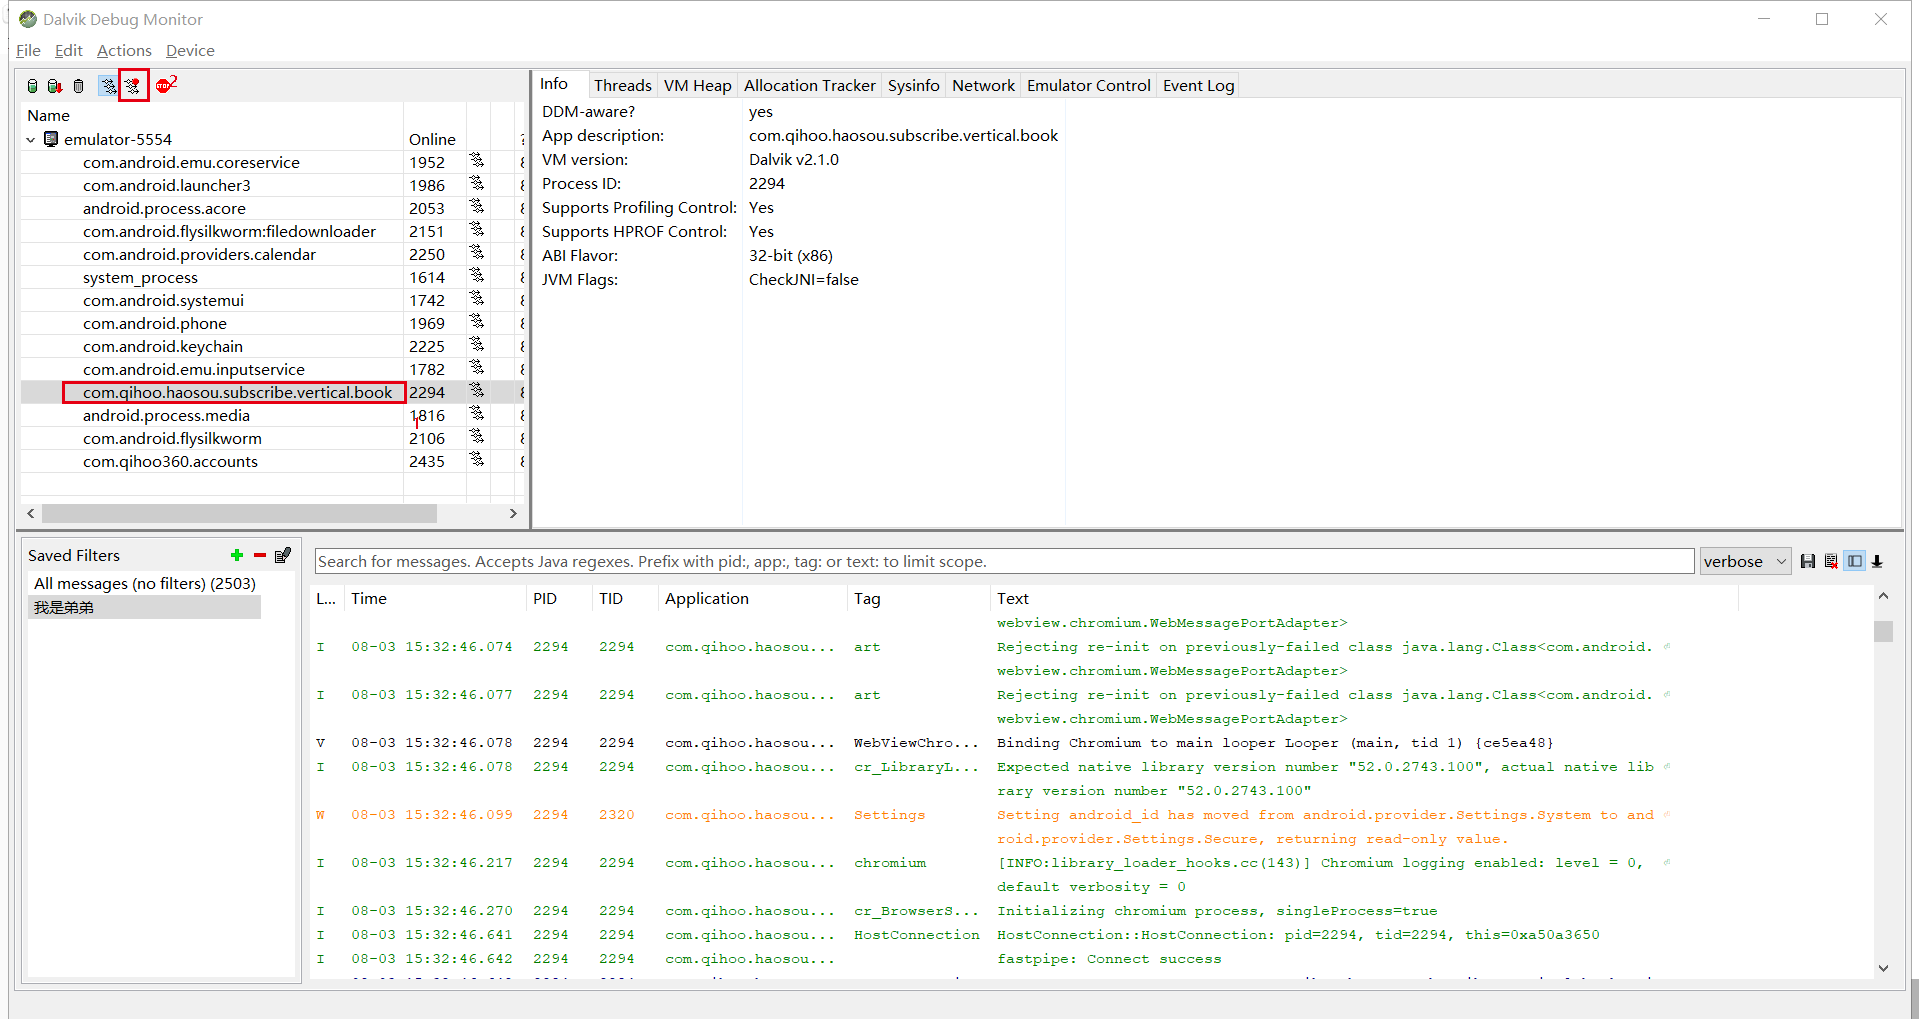 Dalvik Debug Monitor
File Edit Actions Device
STOP 2
Name
emulator-5554 Online
com.android.emu.coreservice 1952 8
com.android.launcher3 1986 8
android.process.acore 2053 8
com.android.flysilkworm:filedownloader 2151 8
com.android.providers.calendar 2250 8
system_process 1614 8
com.android.systemui 1742 8
com.android.phone 1969 8
com.android.keychain 2225 8
com.android.emu.inputservice 1782 8
com.qihoo.haosou.subscribe.vertical.book 2294 8
android.process.media 1816 8
com.android.flysilkworm 2106 8
com.qihoo360.accounts 2435 8
Info Threads VM Heap Allocation Tracker Sysinfo Network Emulator Control Event Log
DDM-aware? yes
App description: com.qihoo.haosou.subscribe.vertical.book
VM version: Dalvik v2.1.0
Process ID: 2294
Supports Profiling Control: Yes
Supports HPROF Control: Yes
ABI Flavor: 32-bit (x86)
JVM Flags: CheckJNI=false
Saved Filters
All messages (no filters) (2503)
我是弟弟
Search for messages. Accepts Java regexes. Prefix with pid:, app:, tag: or text: to limit scope.
verbose
L... Time PID TID Application Tag Text
webview.chromium.WebMessagePortAdapter>
I 08-03 15:32:46.074 2294 2294 com.qihoo.haosou... art Rejecting re-init on previously-failed class java.lang.Class<com.android.
webview.chromium.WebMessagePortAdapter>
I 08-03 15:32:46.077 2294 2294 com.qihoo.haosou... art Rejecting re-init on previously-failed class java.lang.Class<com.android.
webview.chromium.WebMessagePortAdapter>
V 08-03 15:32:46.078 2294 2294 com.qihoo.haosou... WebViewChro... Binding Chromium to main looper Looper (main, tid 1) {ce5ea48}
I 08-03 15:32:46.078 2294 2294 com.qihoo.haosou... cr_LibraryL... Expected native library version number "52.0.2743.100", actual native lib
rary version number "52.0.2743.100"
W 08-03 15:32:46.099 2294 2320 com.qihoo.haosou... Settings Setting android_id has moved from android.provider.Settings.System to and
roid.provider.Settings.Secure, returning read-only value.
I 08-03 15:32:46.217 2294 2294 com.qihoo.haosou... chromium [INFO:library_loader_hooks.cc(143)] Chromium logging enabled: level = 0,
default verbosity = 0
I 08-03 15:32:46.270 2294 2294 com.qihoo.haosou... cr_BrowserS... Initializing chromium process, singleProcess=true
I 08-03 15:32:46.641 2294 2294 com.qihoo.haosou... HostConnection HostConnection::HostConnection: pid=2294, tid=2294, this=0xa50a3650
I 08-03 15:32:46.642 2294 2294 com.qihoo.haosou... fastpipe: Connect success